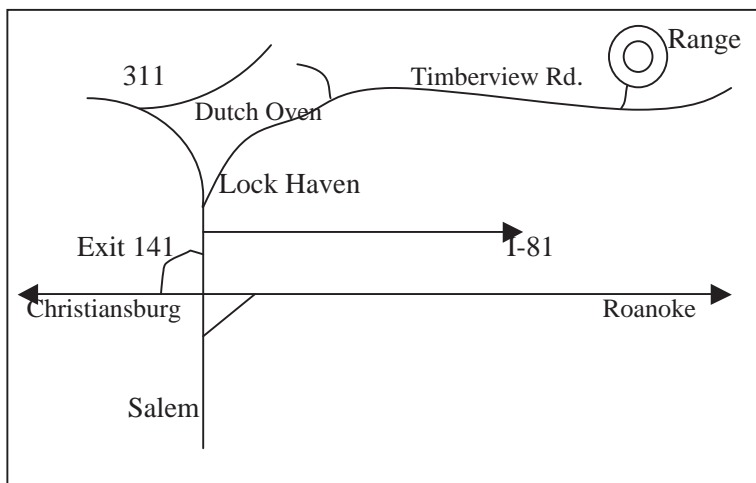 Range
311
Timberview Rd.
Dutch Oven
Lock Haven
Exit 141
I-81
Christiansburg
Roanoke
Salem